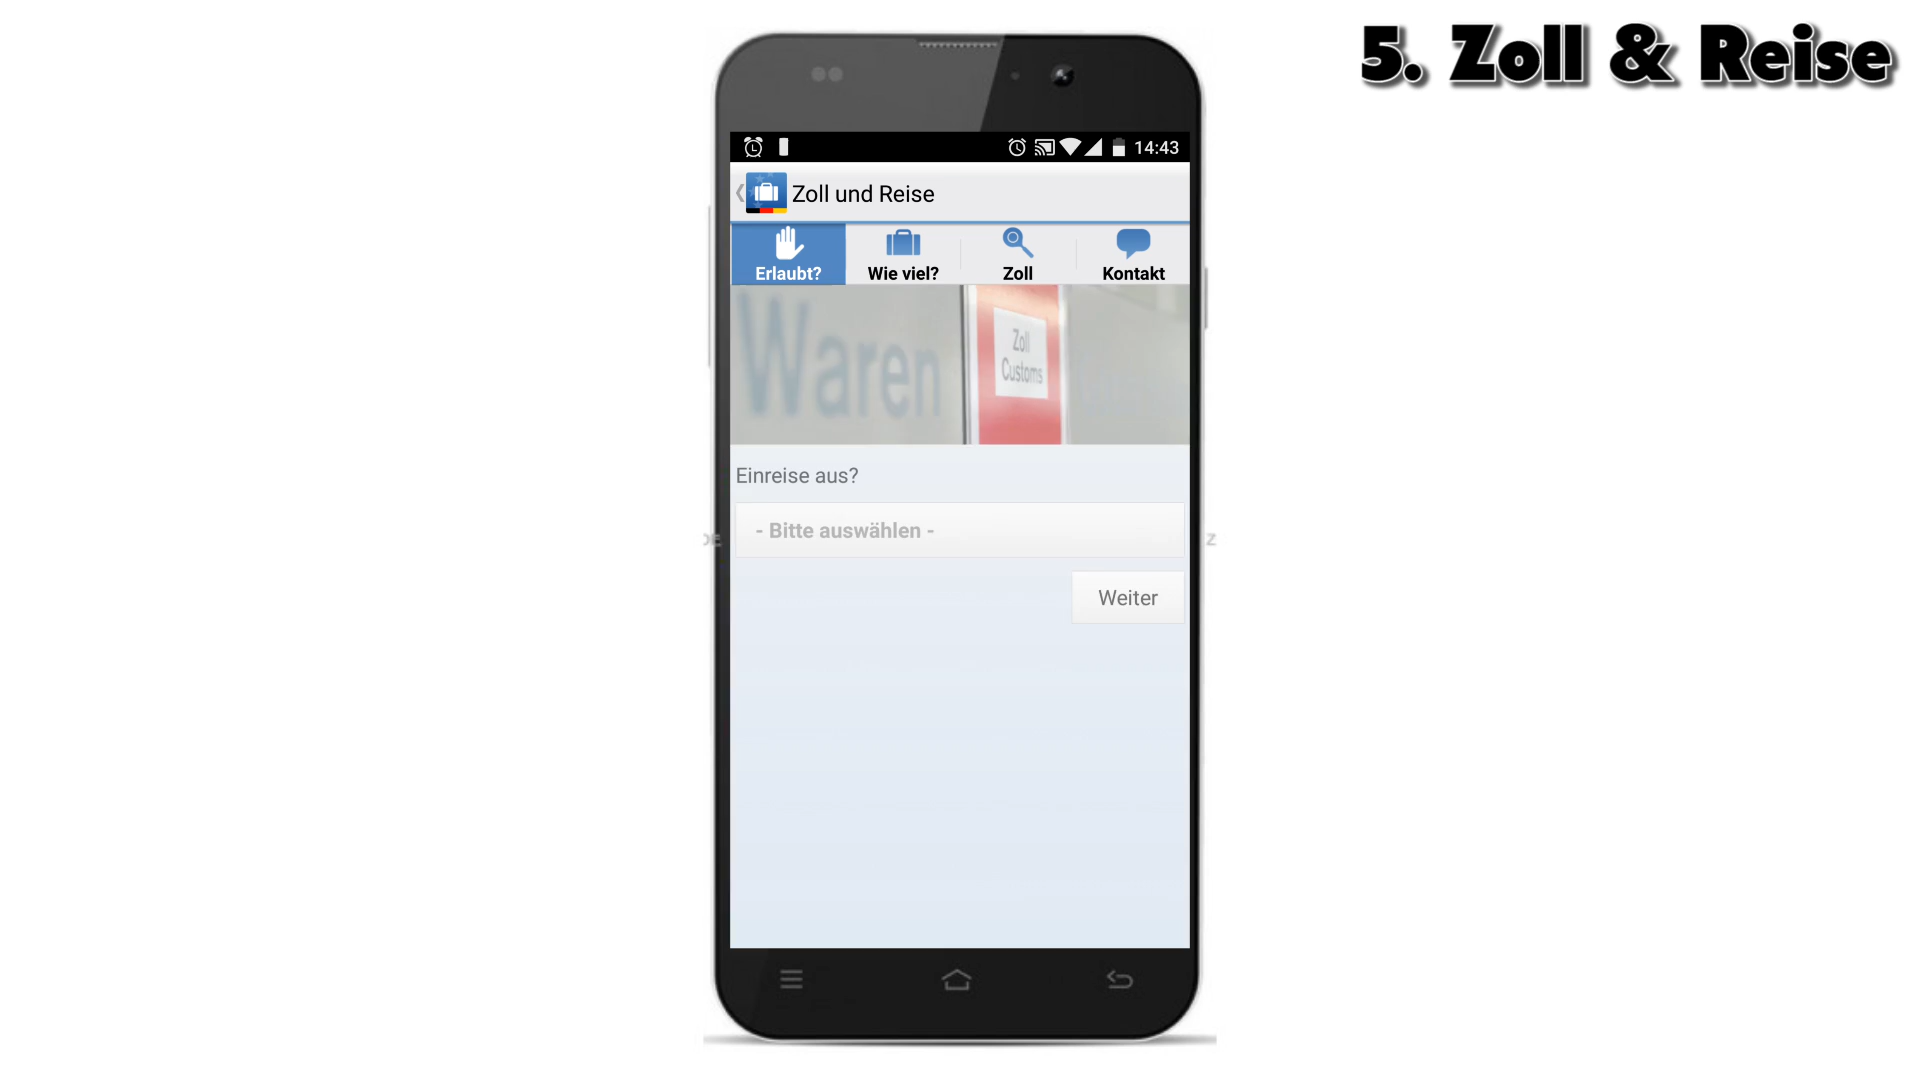 5. Zoll & Reise
14:43
Zoll und Reise
Erlaubt?
Wie viel?
Zoll
Kontakt
Waren
Zoll
Customs
Einreise aus?
- Bitte auswählen -
Weiter